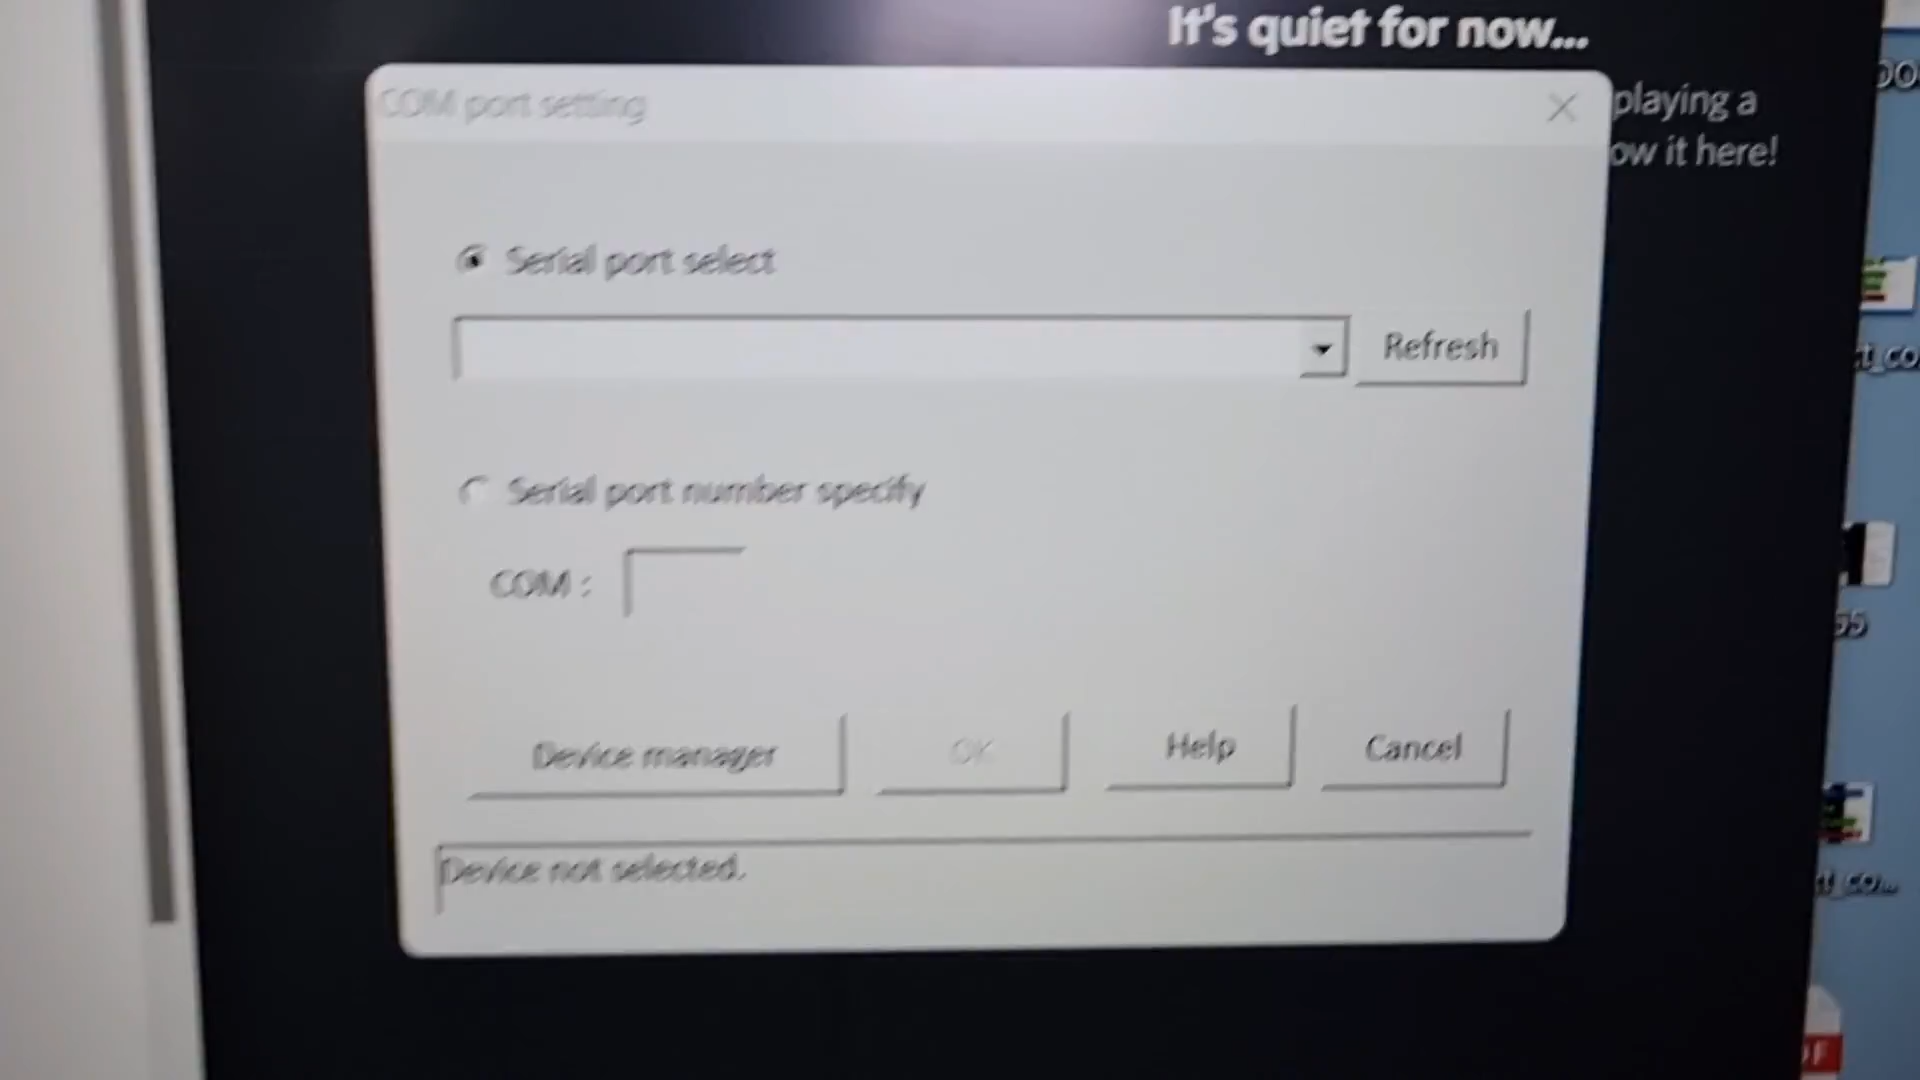 It's quiet for now...
COM port setting
playing a
ow it here!
Serial port select
Refresh
Serial port number specify
COM :
Device manager
OK
Help
Cancel
Device not selected.